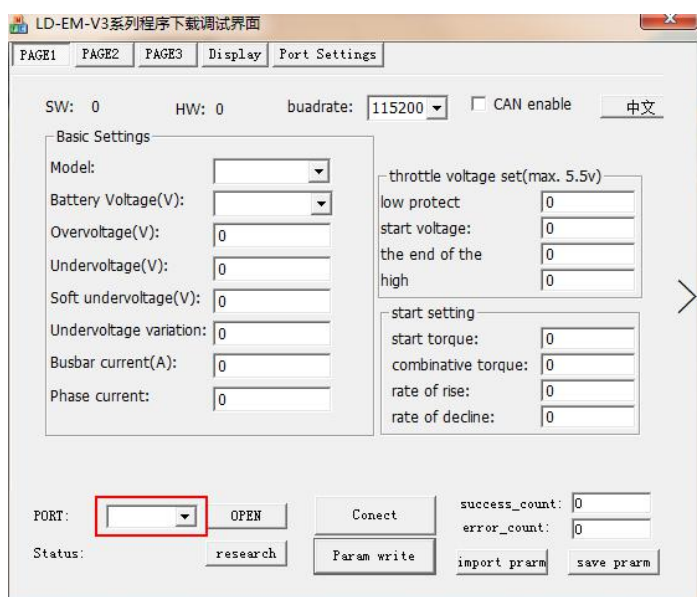 LD-EM-V3系列程序下载调试界面
PAGE1 PAGE2 PAGE3 Display Port Settings
SW: 0 HW: 0 buadrate: 115200 CAN enable 中文
Basic Settings
Model:
Battery Voltage(V):
Overvoltage(V): 0
Undervoltage(V): 0
Soft undervoltage(V): 0
Undervoltage variation: 0
Busbar current(A): 0
Phase current: 0
throttle voltage set(max. 5.5v)
low protect 0
start voltage: 0
the end of the 0
high 0
start setting
start torque: 0
combinative torque: 0
rate of rise: 0
rate of decline: 0
PORT: OPEN Conect success_count: 0
error_count: 0
Status: research Param write import prarm save prarm